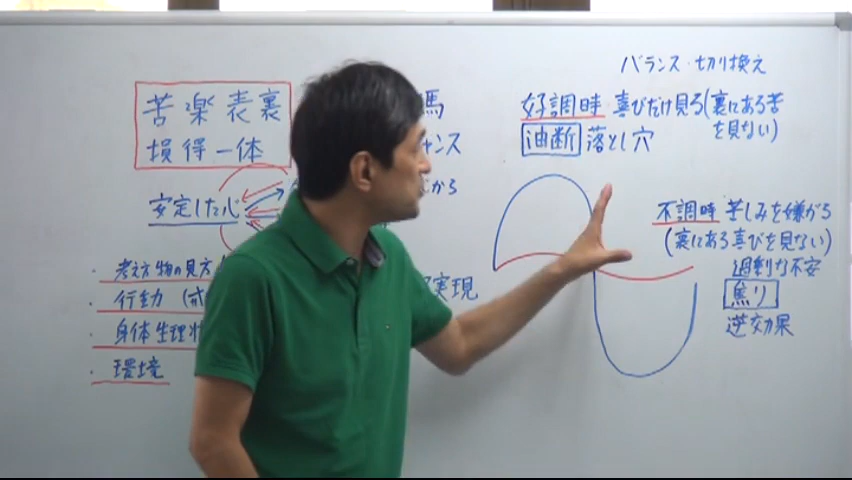 苦楽表裏
損得一体
安定した心
・考え方 物の見方
・行動
・身体生理状
・環境
馬
ャンス
から
実現
バランス・切り換え
好調時 喜びだけ見る(裏にある苦
を見ない)
油断 落とし穴
不調時 苦しみを嫌がる
(裏にある喜びを見ない)
過剰な不安
焦り
逆効果